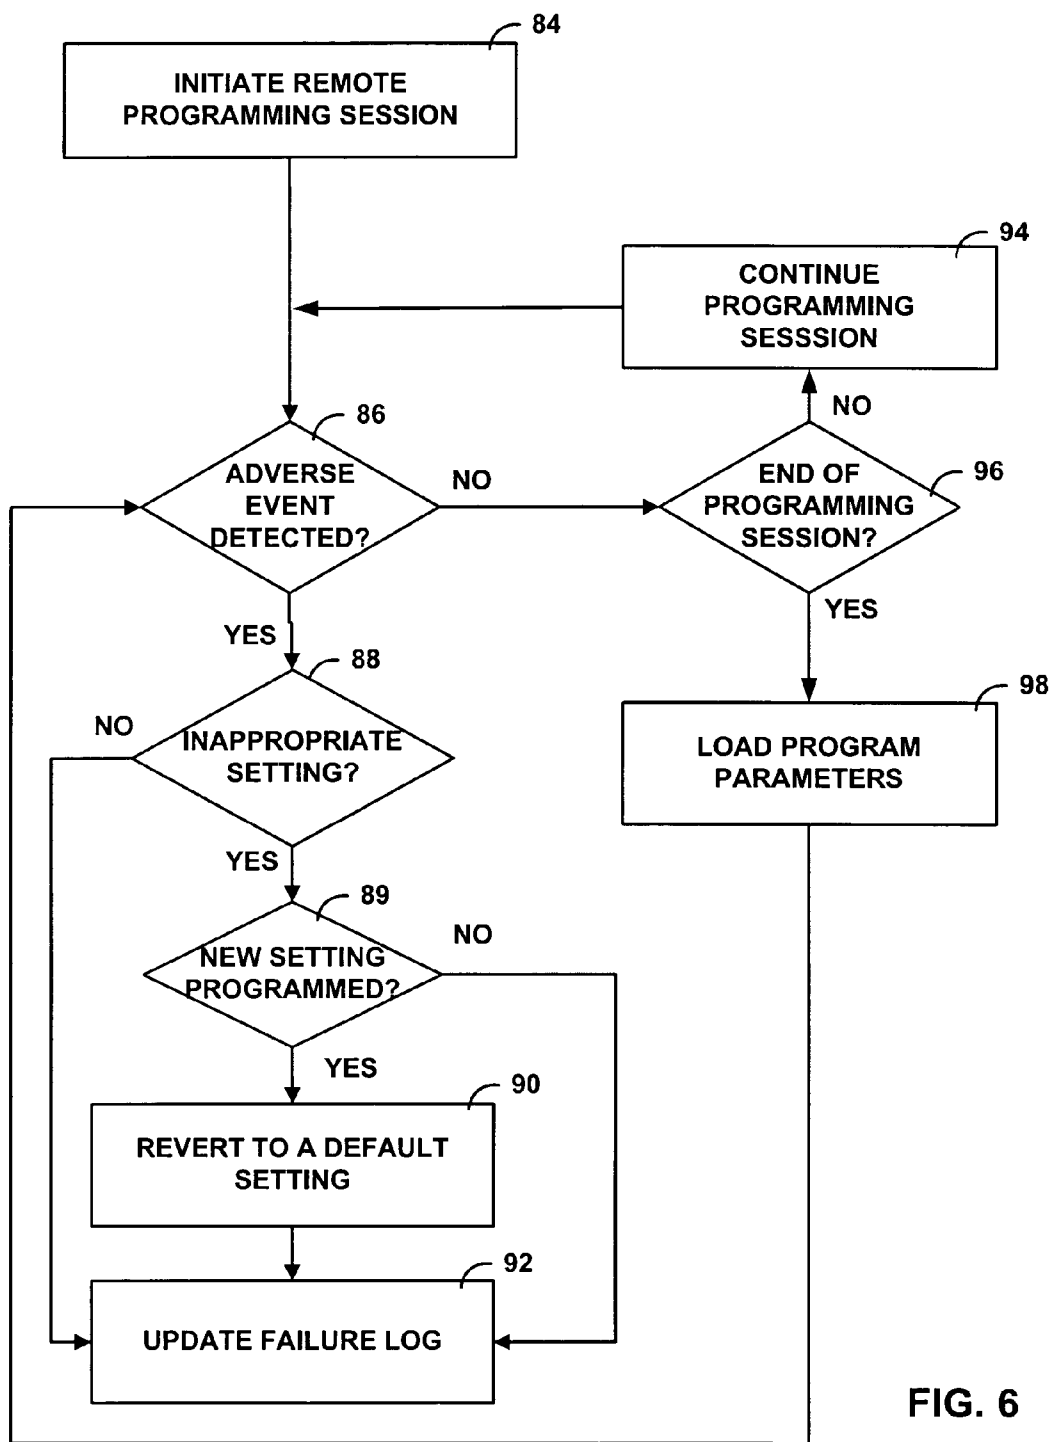 84
INITIATE REMOTE
PROGRAMMING SESSION
94
CONTINUE
PROGRAMMING
SESSSION
NO
86
ADVERSE
EVENT
DETECTED?
NO
96
END OF
PROGRAMMING
SESSION?
YES
YES
88
NO
INAPPROPRIATE
SETTING?
98
LOAD PROGRAM
PARAMETERS
YES
89
NO
NEW SETTING
PROGRAMMED?
YES
90
REVERT TO A DEFAULT
SETTING
92
UPDATE FAILURE LOG
FIG. 6